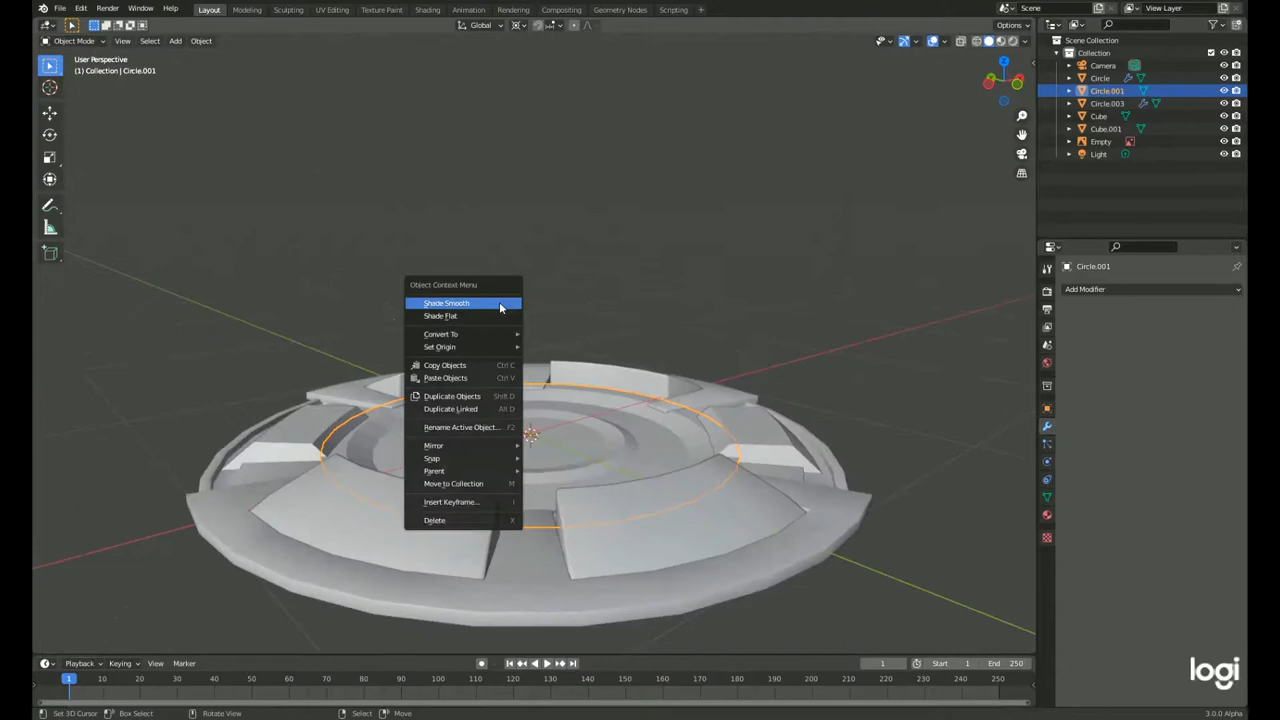 File Edit Render Window Help Layout Modeling Sculpting UV Editing Texture Paint Shading Animation Rendering Compositing Geometry Nodes Scripting + Scene View Layer
Global Options
Object Mode View Select Add Object
Scene Collection
Collection
Camera
Circle
Circle.001
Circle.003
Cube
Cube.001
Empty
Light
User Perspective
(1) Collection | Circle.001
Z
Circle.001
Add Modifier
Object Context Menu
Shade Smooth
Shade Flat
Convert To
Set Origin
Copy Objects Ctrl C
Paste Objects Ctrl V
Duplicate Objects Shift D
Duplicate Linked Alt D
Rename Active Object... F2
Mirror
Snap
Parent
Move to Collection M
Insert Keyframe... I
Delete X
Playback Keying View Marker 1 Start 1 End 250
1 10 20 30 40 50 60 70 80 90 100 110 120 130 140 150 160 170 180 190 200 210 220 230 240 250
Set 3D Cursor Box Select Rotate View Select Move 3.0.0 Alpha
logi